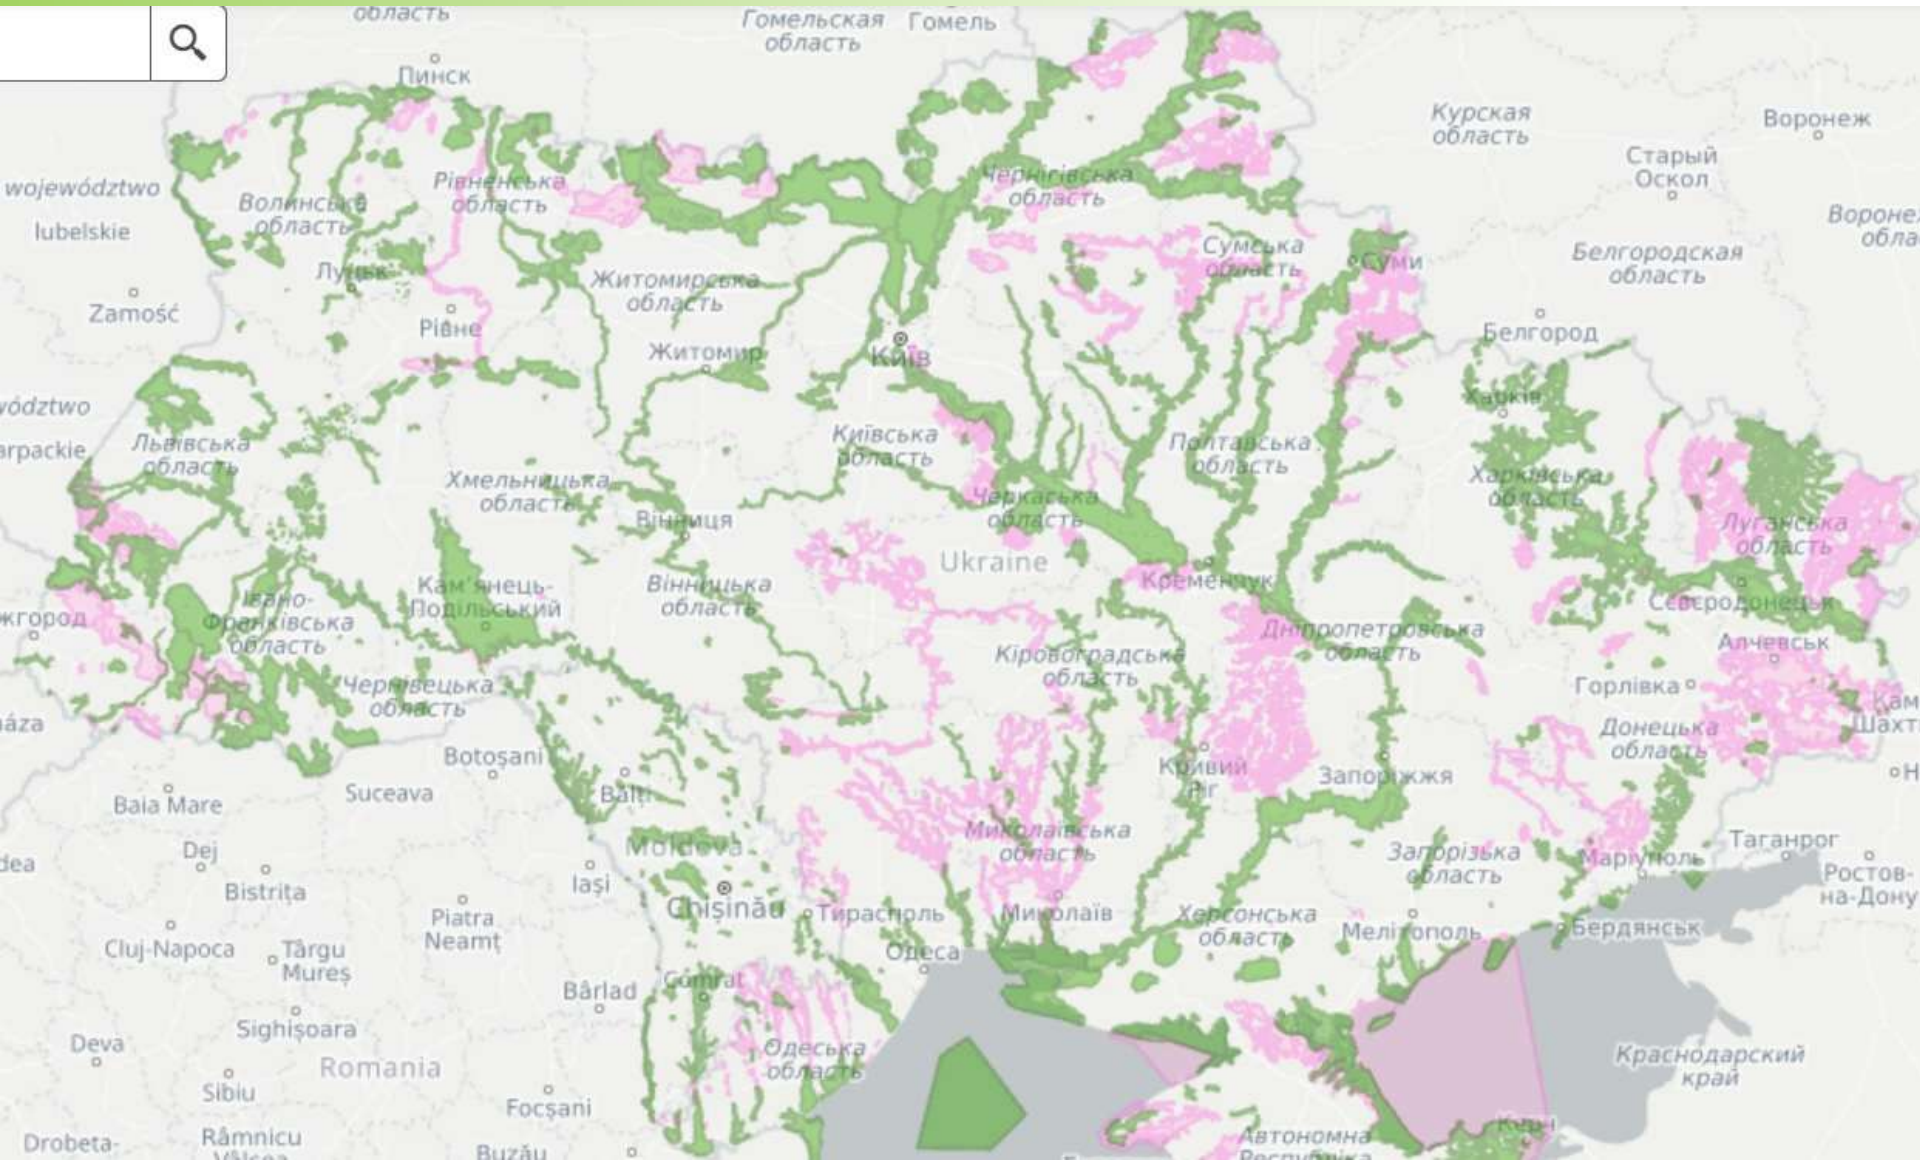 область
Гомельская
область
Гомель
Пинск
Курская
область
Воронеж
Старый
Оскол
województwo
lubelskie
Волинська
область
Рівненська
область
Чернігівська
область
Сумська
область
Суми
Белгородская
область
Луцьк
Житомирська
область
Zamość
Рівне
Житомир
Київ
Белгород
Харків
Львівська
область
Київська
область
Полтавська
область
Хмельницька
область
Вінниця
Черкаська
область
Харківська
область
Луганська
область
Ukraine
Кременчук
Кам'янець-
Подільський
Вінницька
область
Івано-
Франківська
область
Сєвєродонецьк
Дніпропетровська
область
Алчевськ
Кіровоградська
область
Чернівецька
область
Горлівка
Донецька
область
Botoșani
Кривий
Ріг
Запоріжжя
Baia Mare
Suceava
Bălți
Moldova
Миколаївська
область
Dej
Bistrița
Iași
Запорізька
область
Маріуполь
Таганрог
Ростов-
на-Дону
Chișinău
Тирасполь
Миколаїв
Херсонська
область
Мелітополь
Бердянськ
Piatra
Neamț
Cluj-Napoca
Târgu
Mureș
Одеса
Bârlad
Comrat
Sighișoara
Deva
Romania
Одеська
область
Краснодарский
край
Sibiu
Focșani
Керч
Drobeta-
Râmnicu
Vâlcea
Buzău
Автономна
Республіка